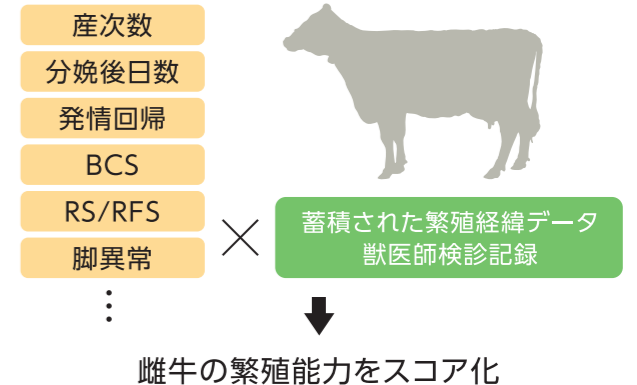 産次数
分娩後日数
発情回帰
BCS
RS/RFS
脚異常
⋮
×
蓄積された繁殖経緯データ
獣医師検診記録
雌牛の繁殖能力をスコア化